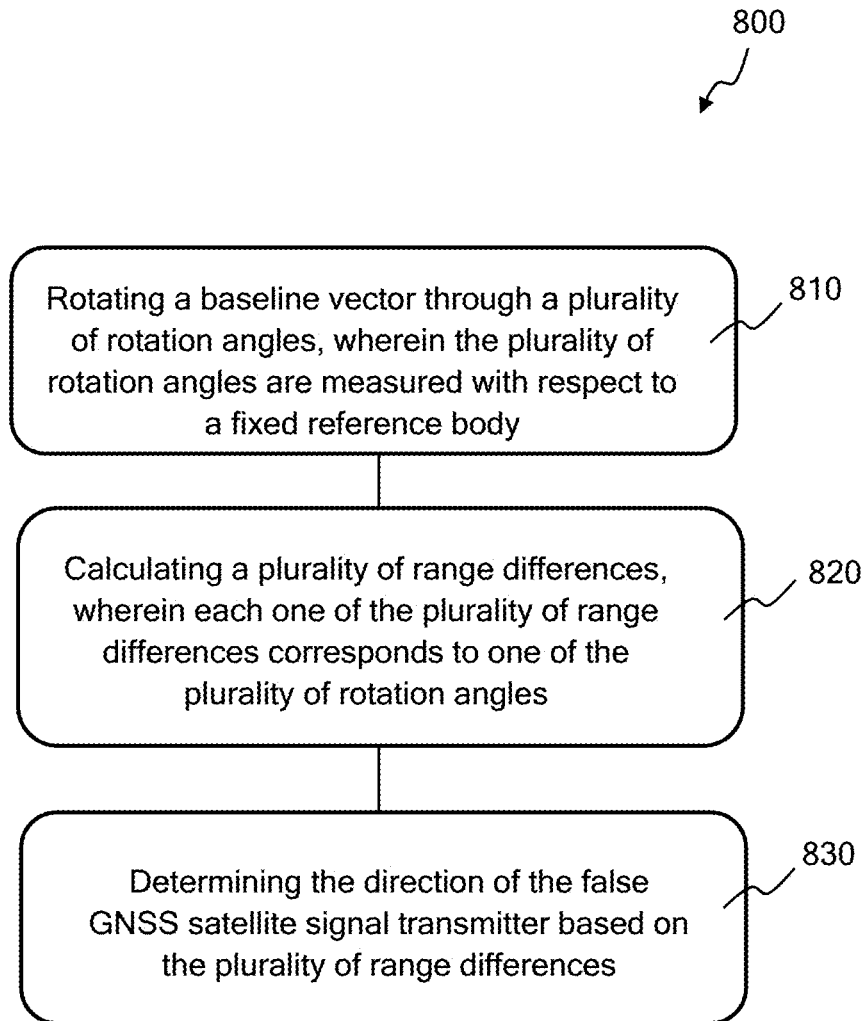 800
Rotating a baseline vector through a plurality
of rotation angles, wherein the plurality of
rotation angles are measured with respect to
a fixed reference body
810
Calculating a plurality of range differences,
wherein each one of the plurality of range
differences corresponds to one of the
plurality of rotation angles
820
Determining the direction of the false
GNSS satellite signal transmitter based on
the plurality of range differences
830